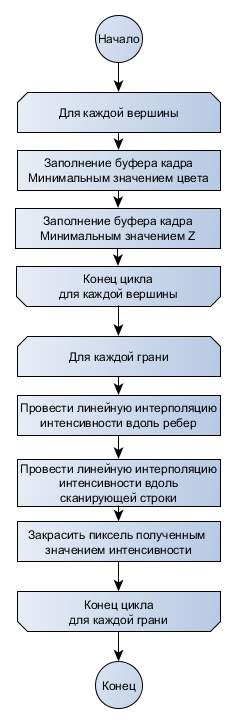 Начало
Для каждой вершины
Заполнение буфера кадра
Минимальным значением цвета
Заполнение буфера кадра
Минимальным значением Z
Конец цикла
для каждой вершины
Для каждой грани
Провести линейную интерполяцию
интенсивности вдоль ребер
Провести линейную интерполяцию
интенсивности вдоль
сканирующей строки
Закрасить пиксель полученным
значением интенсивности
Конец цикла
для каждой грани
Конец